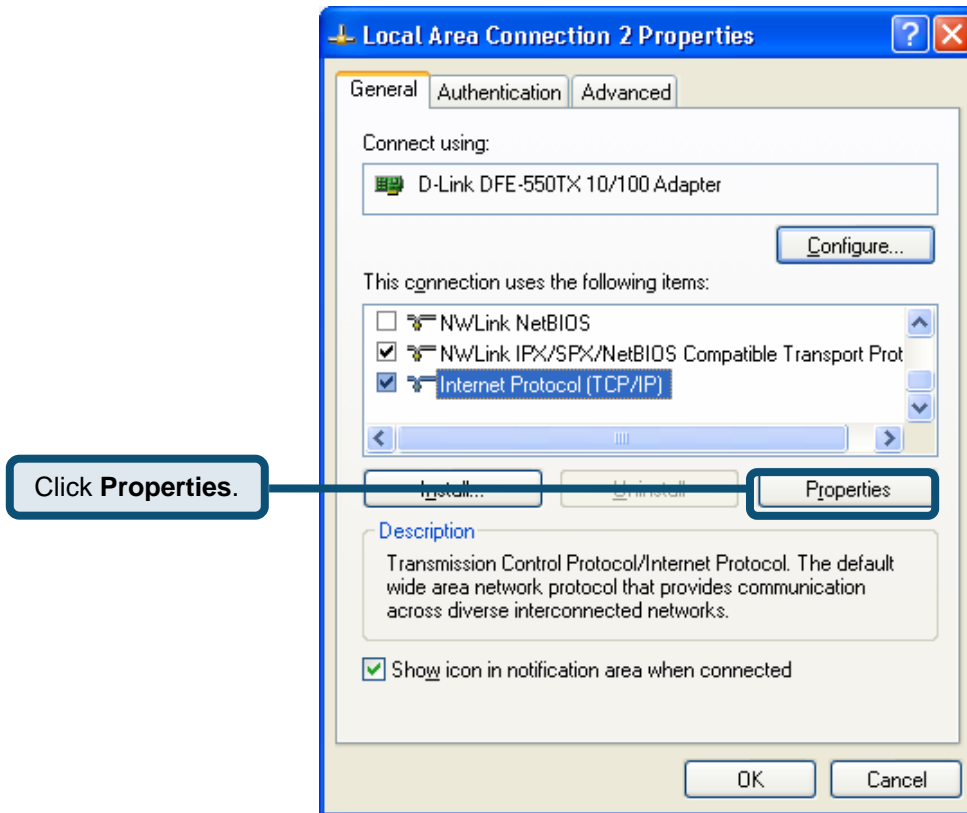 Local Area Connection 2 Properties
General Authentication Advanced
Connect using:
D-Link DFE-550TX 10/100 Adapter
Configure...
This connection uses the following items:
NWLink NetBIOS
NWLink IPX/SPX/NetBIOS Compatible Transport Prot
Internet Protocol (TCP/IP)
Click Properties.
Install... Uninstall Properties
Description
Transmission Control Protocol/Internet Protocol. The default
wide area network protocol that provides communication
across diverse interconnected networks.
Show icon in notification area when connected
OK Cancel